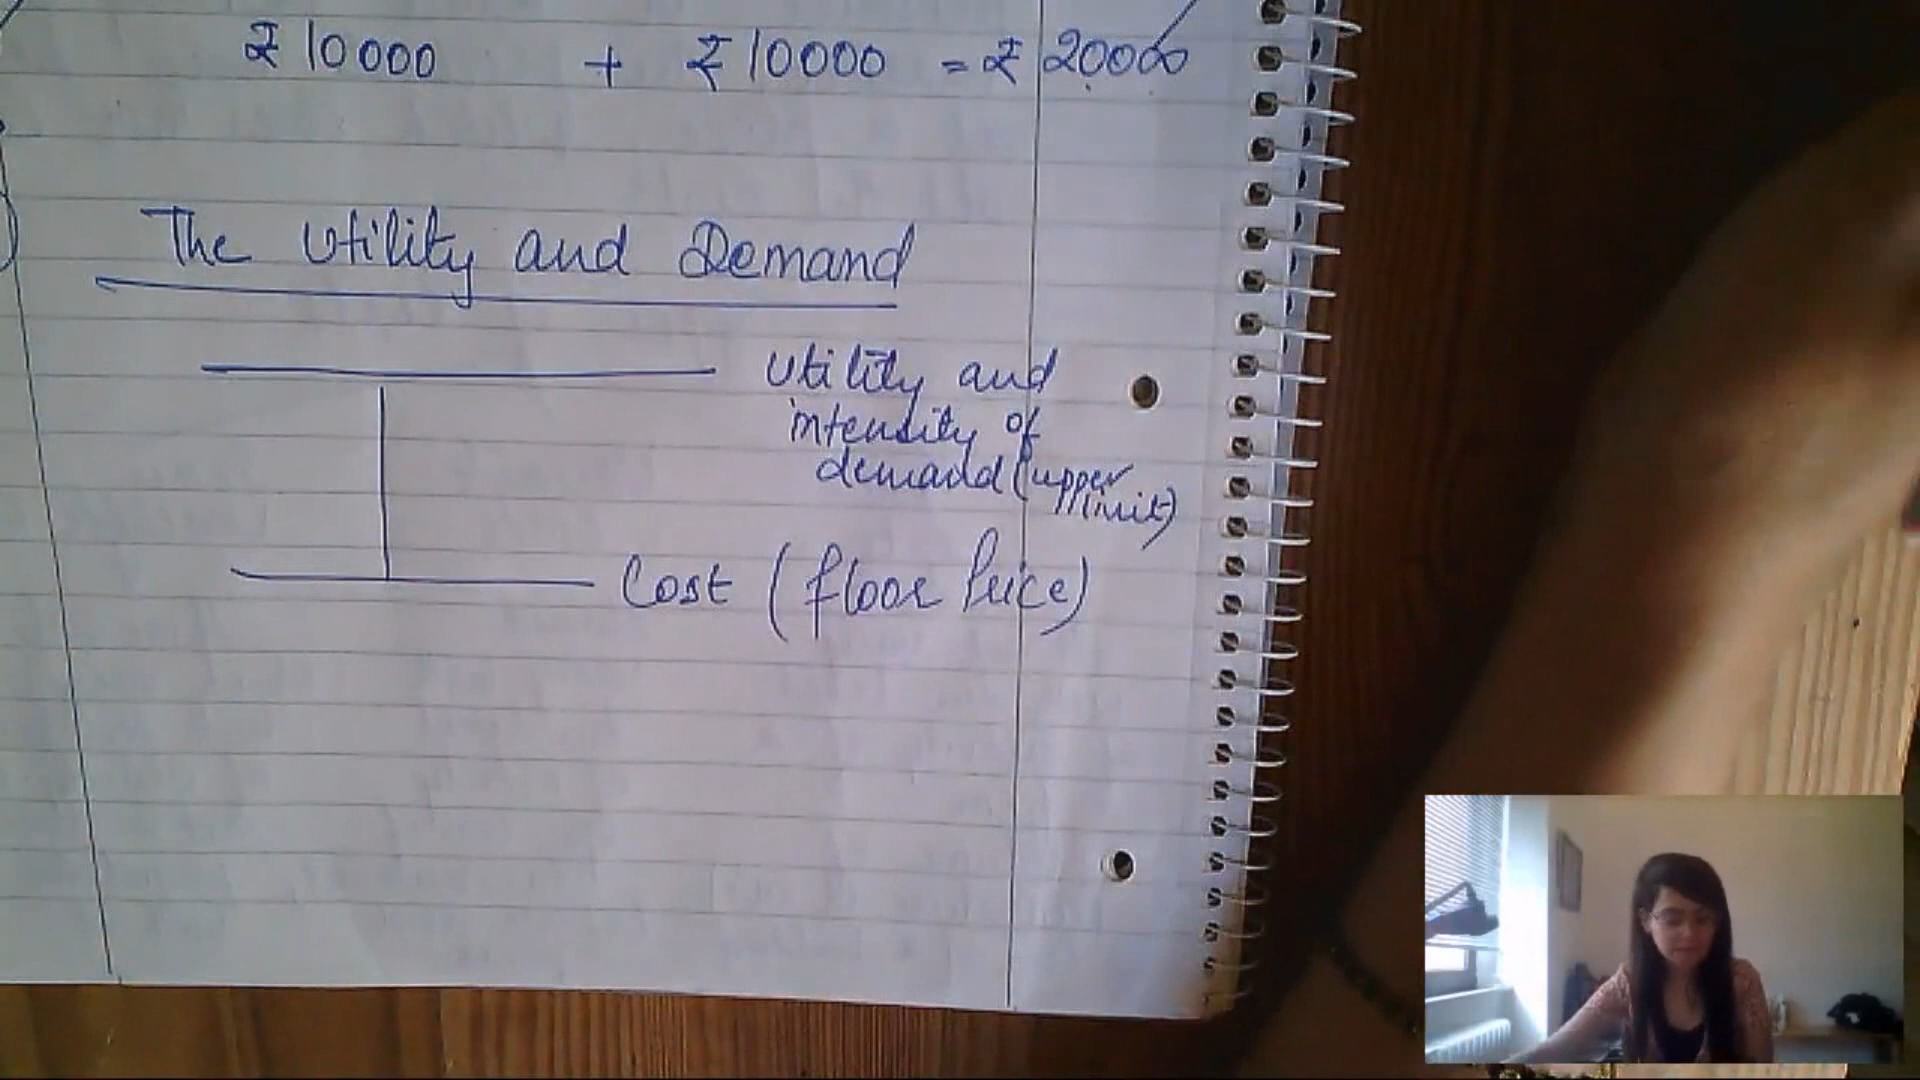 ₹ 10000 + ₹ 10000 = ₹ 20000
The Utility and Demand
Utility and
intensity of
demand (upper
limit)
Cost (floor Price)